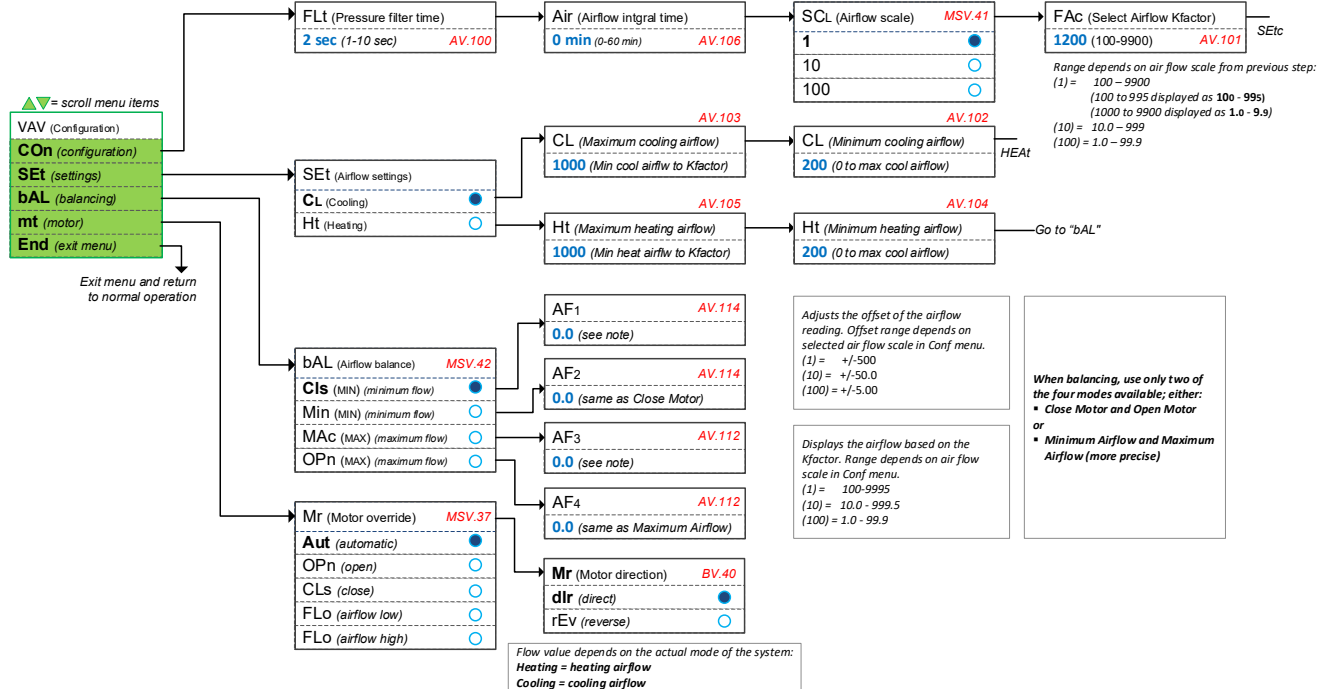 FLt (Pressure filter time)
2 sec (1-10 sec) AV.100
Air (Airflow intgral time)
0 min (0-60 min) AV.106
SCL (Airflow scale) MSV.41
1
10
100
FAc (Select Airflow Kfactor)
1200 (100-9900) AV.101
SEtc
Range depends on air flow scale from previous step:
(1) = 100 – 9900
(100 to 995 displayed as 100 - 995)
(1000 to 9900 displayed as 1.0 - 9.9)
(10) = 10.0 – 999
(100) = 1.0 – 99.9
= scroll menu items
VAV (Configuration)
COn (configuration)
SEt (settings)
bAL (balancing)
mt (motor)
End (exit menu)
Exit menu and return
to normal operation
SEt (Airflow settings)
CL (Cooling)
Ht (Heating)
AV.103
CL (Maximum cooling airflow)
1000 (Min cool airflw to Kfactor)
AV.102
CL (Minimum cooling airflow)
200 (0 to max cool airflow)
HEAt
AV.105
Ht (Maximum heating airflow)
1000 (Min heat airflw to Kfactor)
AV.104
Ht (Minimum heating airflow)
200 (0 to max cool airflow)
Go to "bAL"
bAL (Airflow balance) MSV.42
Cls (MIN) (minimum flow)
Min (MIN) (minimum flow)
MAc (MAX) (maximum flow)
OPn (MAX) (maximum flow)
AF1 AV.114
0.0 (see note)
AF2 AV.114
0.0 (same as Close Motor)
AF3 AV.112
0.0 (see note)
AF4 AV.112
0.0 (same as Maximum Airflow)
Adjusts the offset of the airflow
reading. Offset range depends on
selected air flow scale in Conf menu.
(1) = +/-500
(10) = +/-50.0
(100) = +/-5.00
Displays the airflow based on the
Kfactor. Range depends on air flow
scale in Conf menu.
(1) = 100-9995
(10) = 10.0 - 999.5
(100) = 1.0 - 99.9
When balancing, use only two of
the four modes available; either:
▪ Close Motor and Open Motor
or
▪ Minimum Airflow and Maximum
Airflow (more precise)
Mr (Motor override) MSV.37
Aut (automatic)
OPn (open)
CLs (close)
FLo (airflow low)
FLo (airflow high)
Mr (Motor direction) BV.40
dIr (direct)
rEv (reverse)
Flow value depends on the actual mode of the system:
Heating = heating airflow
Cooling = cooling airflow